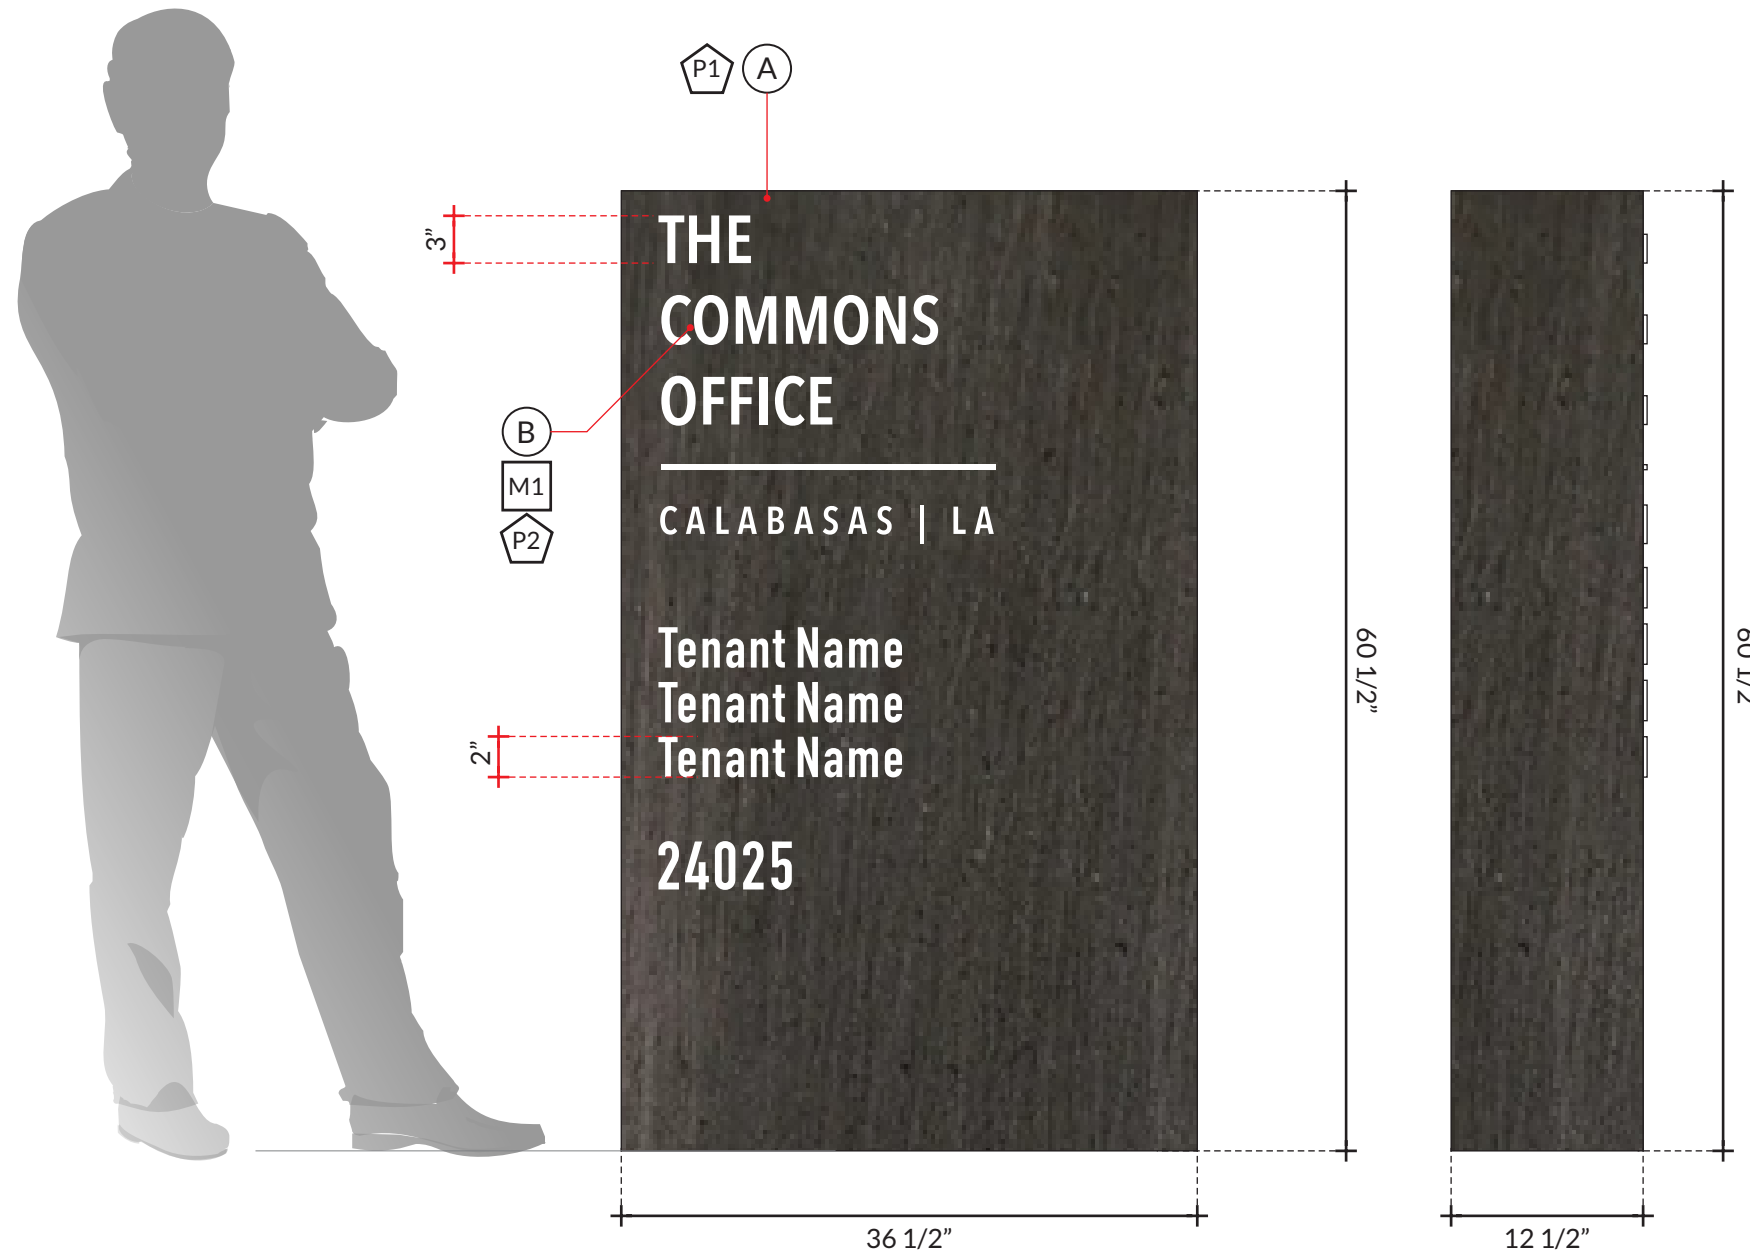 P1 A
3”
THE
COMMONS
OFFICE
B
M1
P2
CALABASAS | LA
Tenant Name
Tenant Name
Tenant Name
2”
24025
60 1/2”
36 1/2”
12 1/2”